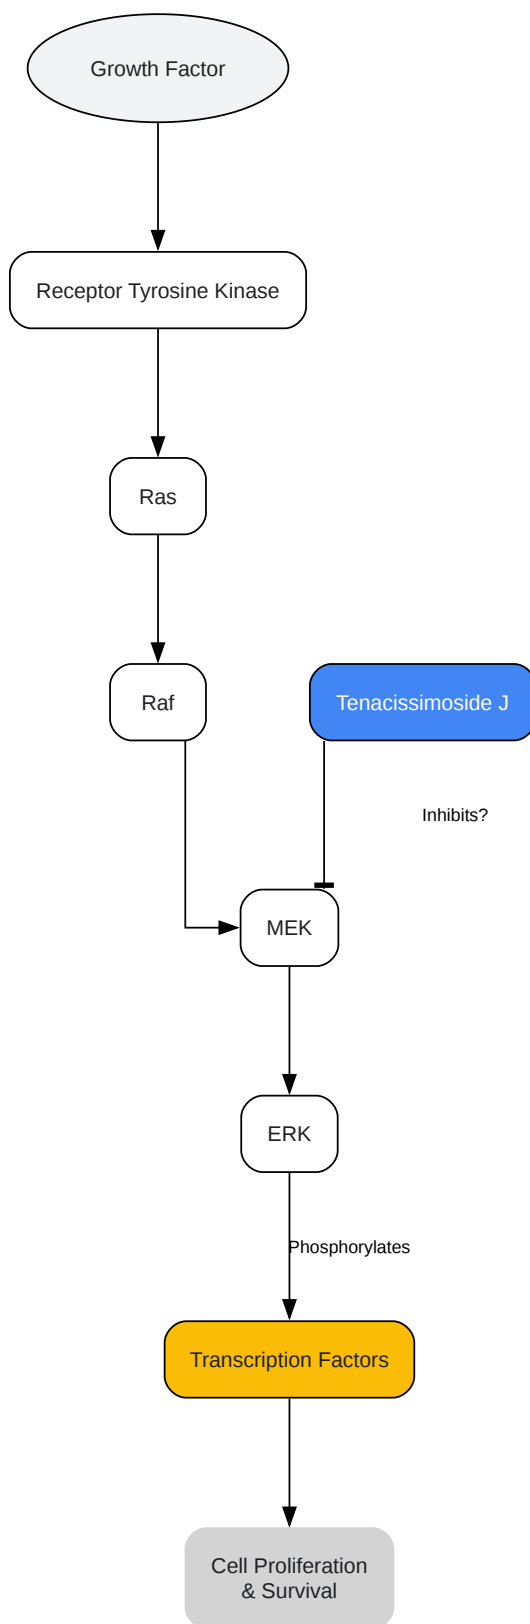 Growth Factor
Receptor Tyrosine Kinase
Ras
Raf
Tenacissimoside J
Inhibits?
MEK
ERK
Phosphorylates
Transcription Factors
Cell Proliferation
& Survival